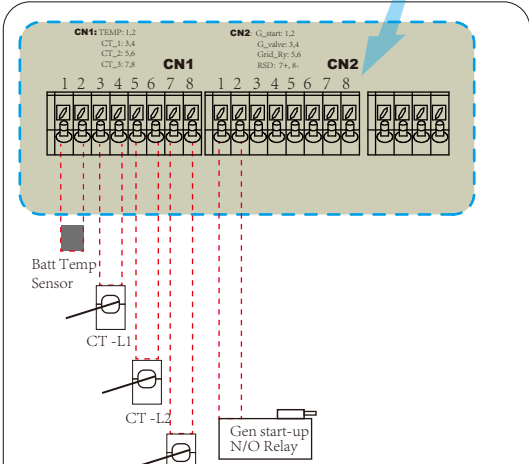 CN1: TEMP: 1,2
CT_1: 3,4
CT_2: 5,6
CT_3: 7,8
CN1
CN2: G_start: 1,2
G_valve: 3,4
Grid_Ry: 5,6
RSD: 7+, 8-
CN2
1 2 3 4 5 6 7 8
1 2 3 4 5 6 7 8
Batt Temp
Sensor
CT -L1
CT -L2
Gen start-up
N/O Relay